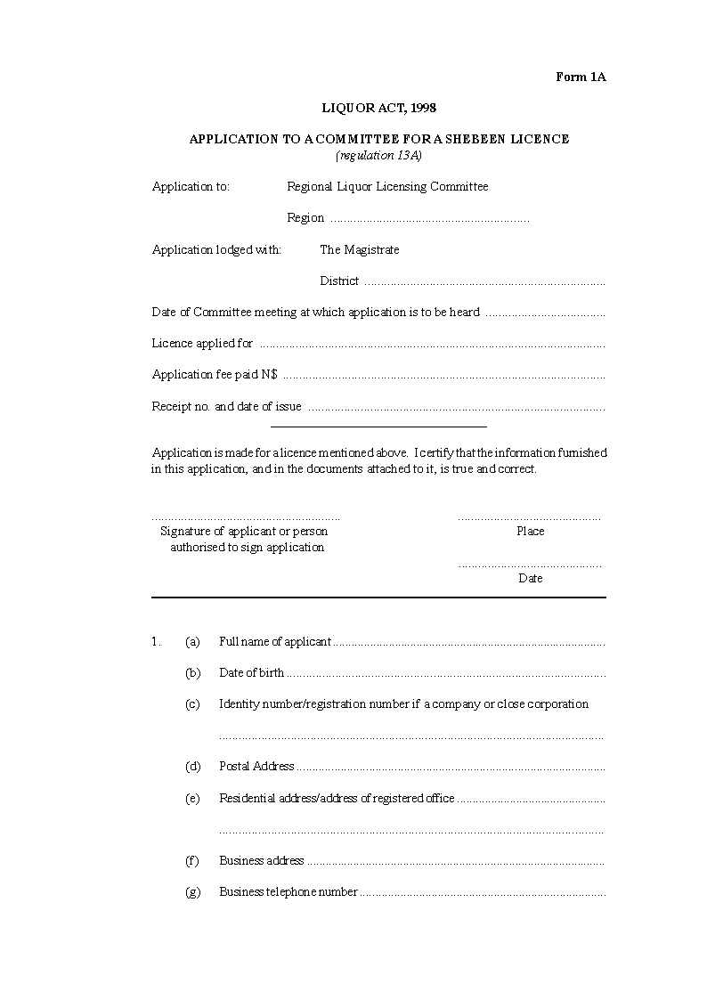 Form 1A
LIQUOR ACT, 1998
APPLICATION TO A COMMITTEE FOR A SHEBEEN LICENCE
(regulation 13A)
Application to: Regional Liquor Licensing Committee
Region ............................................................
Application lodged with: The Magistrate
District .........................................................................
Date of Committee meeting at which application is to be heard ....................................
Licence applied for .........................................................................................................
Application fee paid N$ ..................................................................................................
Receipt no. and date of issue ..........................................................................................
Application is made for a licence mentioned above. I certify that the information furnished
in this application, and in the documents attached to it, is true and correct.
......................................................... ...........................................
Signature of applicant or person Place
authorised to sign application
...........................................
Date
1. (a) Full name of applicant ....................................................................................
(b) Date of birth ..................................................................................................
(c) Identity number/registration number if a company or close corporation
......................................................................................................................
(d) Postal Address ...............................................................................................
(e) Residential address/address of registered office ..............................................
......................................................................................................................
(f) Business address ............................................................................................
(g) Business telephone number ............................................................................